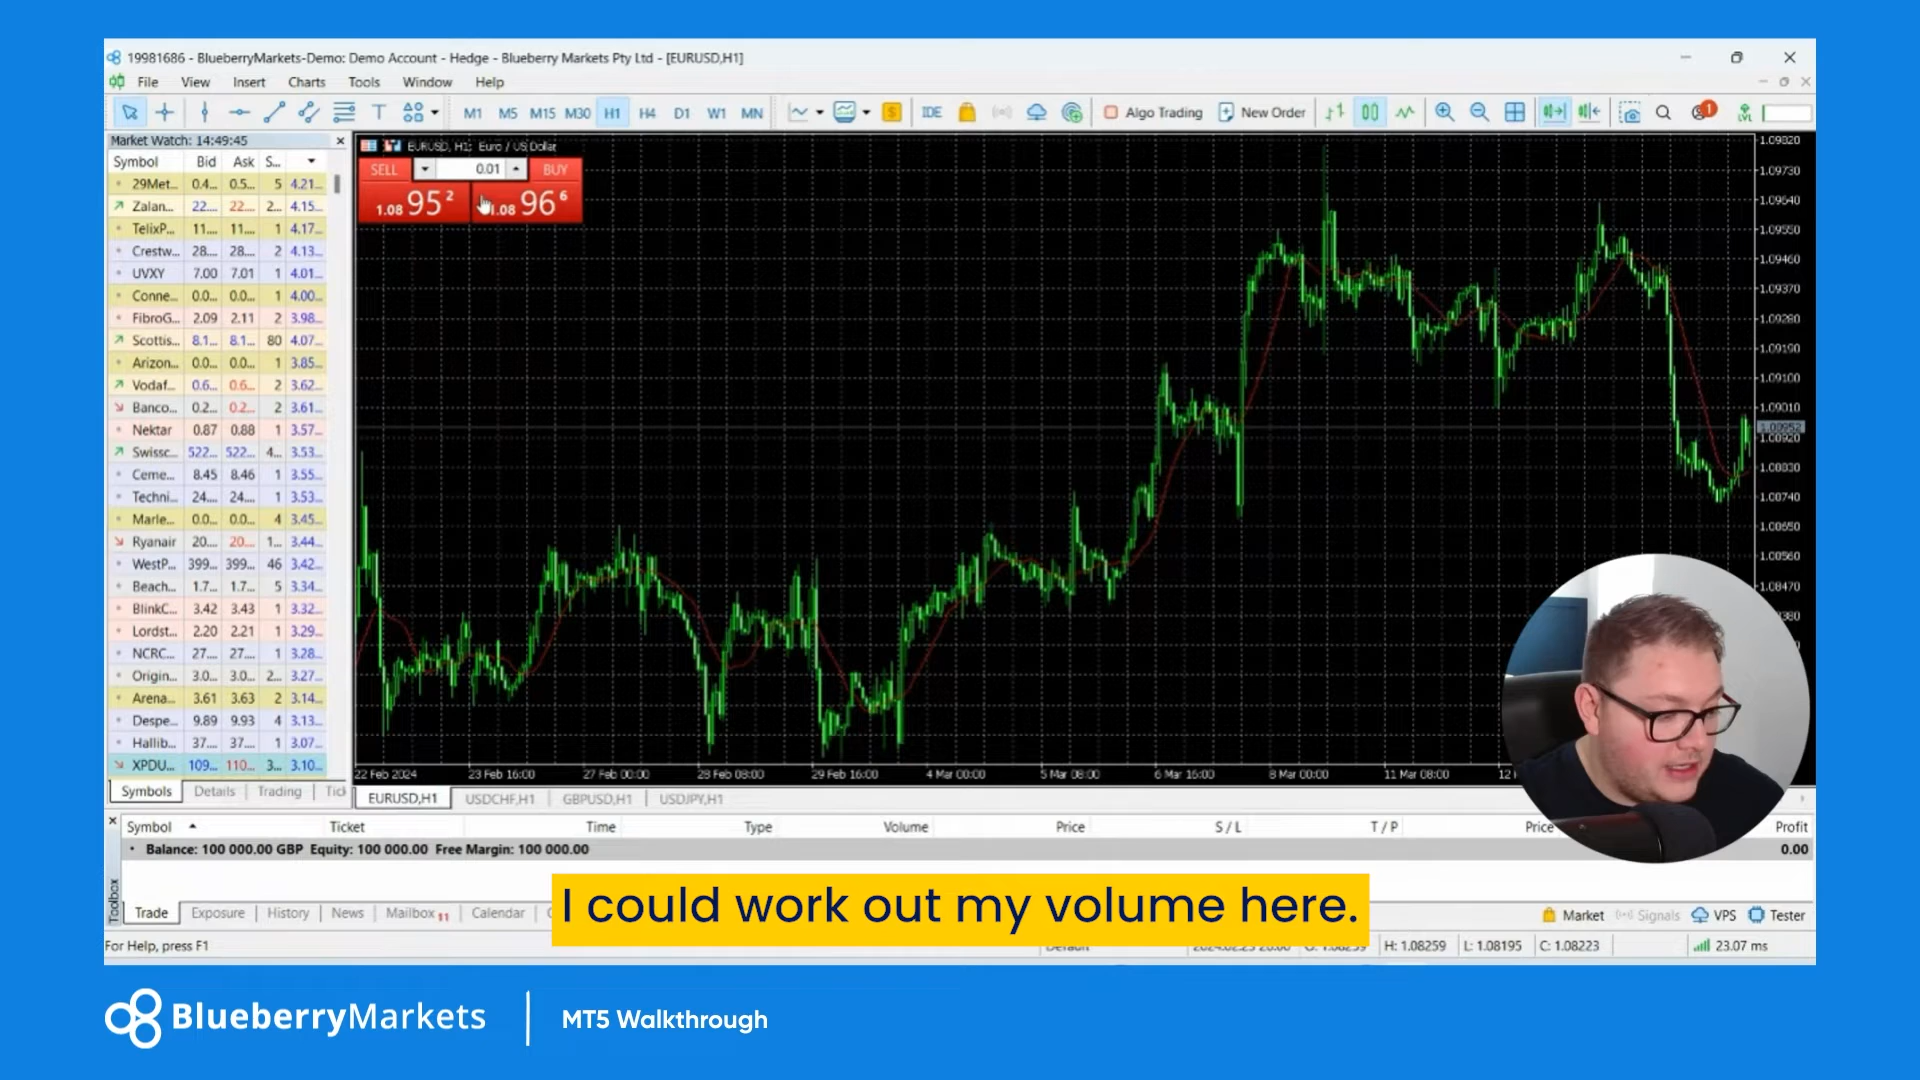 19981686 - BlueberryMarkets-Demo: Demo Account - Hedge - Blueberry Markets Pty Ltd - [EURUSD,H1]
File View Insert Charts Tools Window Help
M1 M5 M15 M30 H1 H4 D1 W1 MN IDE Algo Trading New Order 1
Market Watch: 14:49:45
Symbol Bid Ask S...
29Met... 0.4... 0.5... 5 4.21...
Zalan... 22.... 22.... 2... 4.15...
TelixP... 11.... 11.... 1 4.17...
Crestw... 28.... 28.... 2 4.13...
UVXY 7.00 7.01 1 4.01...
Conne... 0.0... 0.0... 1 4.00...
FibroG... 2.09 2.11 2 3.98...
Scottis... 8.1... 8.1... 80 4.07...
Arizon... 0.0... 0.0... 1 3.85...
Vodaf... 0.6... 0.6... 2 3.62...
Banco... 0.2... 0.2... 2 3.61...
Nektar 0.87 0.88 1 3.57...
Swissc... 522... 522... 4... 3.53...
Ceme... 8.45 8.46 1 3.55...
Techni... 24.... 24.... 1 3.53...
Marle... 0.0... 0.0... 4 3.45...
Ryanair 20.... 20.... 1... 3.44...
WestP... 399... 399... 46 3.42...
Beach... 1.7... 1.7... 5 3.34...
BlinkC... 3.42 3.43 1 3.32...
Lordst... 2.20 2.21 1 3.29...
NCRC... 27.... 27.... 1 3.28...
Origin... 3.0... 3.0... 2... 3.27...
Arena... 3.61 3.63 2 3.14...
Despe... 9.89 9.93 4 3.13...
Hallib... 37.... 37.... 1 3.07...
XPDU... 109... 110... 3... 3.10...
Symbols Details Trading Tick
EURUSD, H1: Euro / US Dollar
SELL 0.01 BUY
1.08 95 2 1.08 96 6
1.09820
1.09730
1.09640
1.09550
1.09460
1.09370
1.09280
1.09190
1.09100
1.09010
1.08952
1.08920
1.08830
1.08740
1.08650
1.08560
1.08470
22 Feb 2024 23 Feb 16:00 27 Feb 00:00 28 Feb 08:00 29 Feb 16:00 4 Mar 00:00 5 Mar 08:00 6 Mar 16:00 8 Mar 00:00 11 Mar 08:00
EURUSD,H1 USDCHF,H1 GBPUSD,H1 USDJPY,H1
Symbol Ticket Time Type Volume Price S / L T / P Price Profit
Balance: 100 000.00 GBP Equity: 100 000.00 Free Margin: 100 000.00 0.00
Toolbox
Trade Exposure History News Mailbox 11 Calendar Market Signals VPS Tester
I could work out my volume here.
For Help, press F1 Default H: 1.08259 L: 1.08195 C: 1.08223 23.07 ms
BlueberryMarkets MT5 Walkthrough